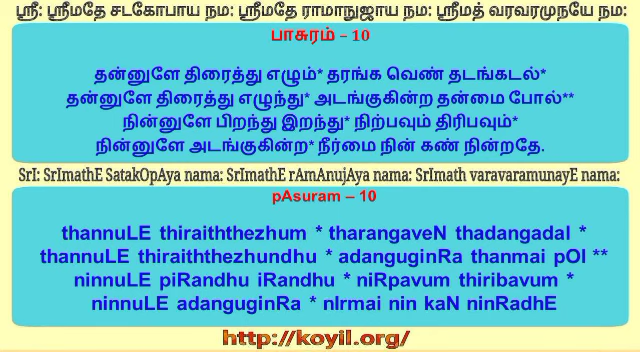 ஸ்ரீ: ஸ்ரீமதே சடகோபாய நம: ஸ்ரீமதே ராமாநுஜாய நம: ஸ்ரீமத் வரவரமுநயே நம:
பாசுரம் – 10
தன்னுளே திரைத்து எழும்* தரங்க வெண் தடங்கடல்*
தன்னுளே திரைத்து எழுந்து* அடங்குகின்ற தன்மை போல்**
நின்னுளே பிறந்து இறந்து* நிற்பவும் திரிபவும்*
நின்னுளே அடங்குகின்ற* நீர்மை நின் கண் நின்றதே.
SrI: SrImathE SatakOpAya nama: SrImathE rAmAnujAya nama: SrImath varavaramunayE nama:
pAsuram – 10
thannuLE thiraiththezhum * tharangaveN thadangadal *
thannuLE thiraiththezhundhu * adanguginRa thanmai pOl **
ninnuLE piRandhu iRandhu * niRpavum thiribavum *
ninnuLE adanguginRa * nIrmai nin kaN ninRadhE
http://koyil.org/